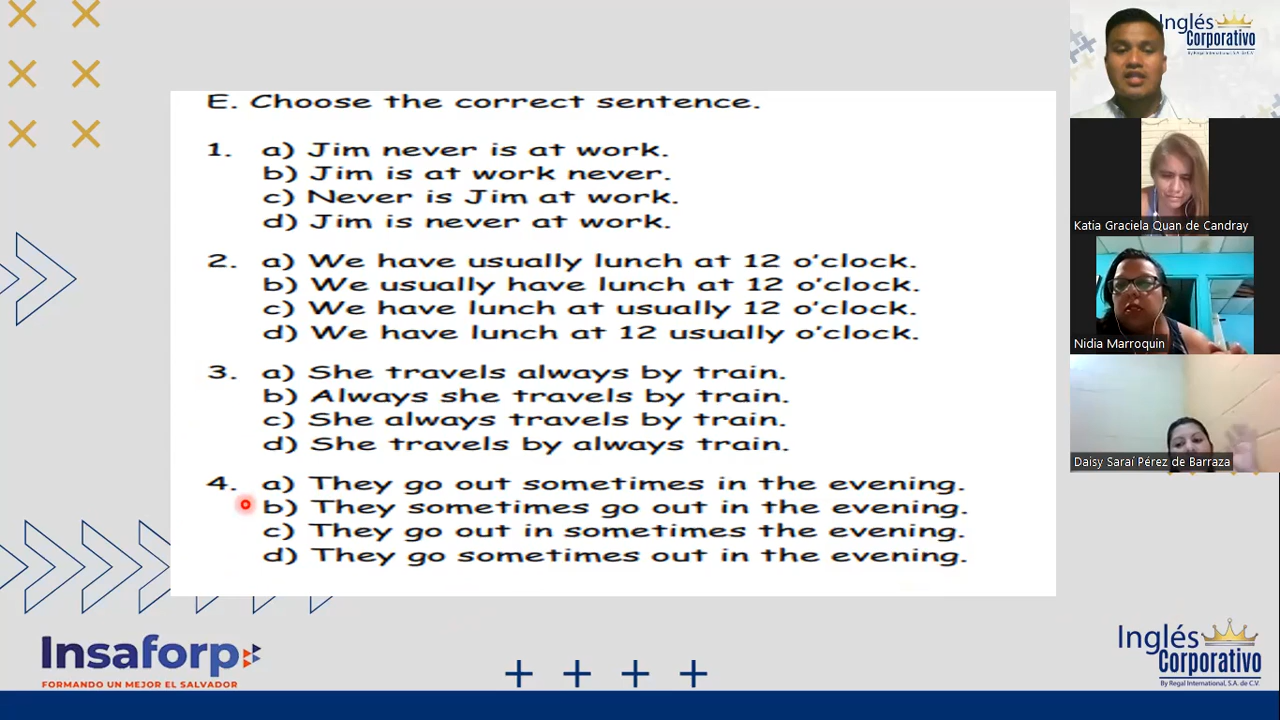 E. Choose the correct sentence.
1. a) Jim never is at work.
b) Jim is at work never.
c) Never is Jim at work.
d) Jim is never at work.
2. a) We have usually lunch at 12 o'clock.
b) We usually have lunch at 12 o'clock.
c) We have lunch at usually 12 o'clock.
d) We have lunch at 12 usually o'clock.
3. a) She travels always by train.
b) Always she travels by train.
c) She always travels by train.
d) She travels by always train.
4. a) They go out sometimes in the evening.
b) They sometimes go out in the evening.
c) They go out in sometimes the evening.
d) They go sometimes out in the evening.
Insaforp
FORMANDO UN MEJOR EL SALVADOR
Inglés
Corporativo
By Regal International, S.A. de C.V.
Katia Graciela Quan de Candray
Nidia Marroquin
Daisy Saraí Pérez de Barraza
Inglés
Corporativo
By Regal International, S.A. de C.V.